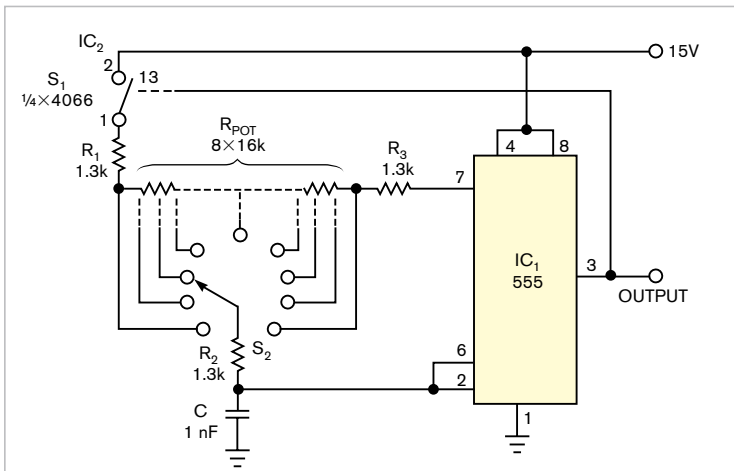 IC2
2
15V
S1
13
¼×4066
1
RPOT
8×16k
R1
1.3k
R3
1.3k
4
8
7
IC1
555
3
OUTPUT
6
2
R2
1.3k
S2
C
1 nF
1